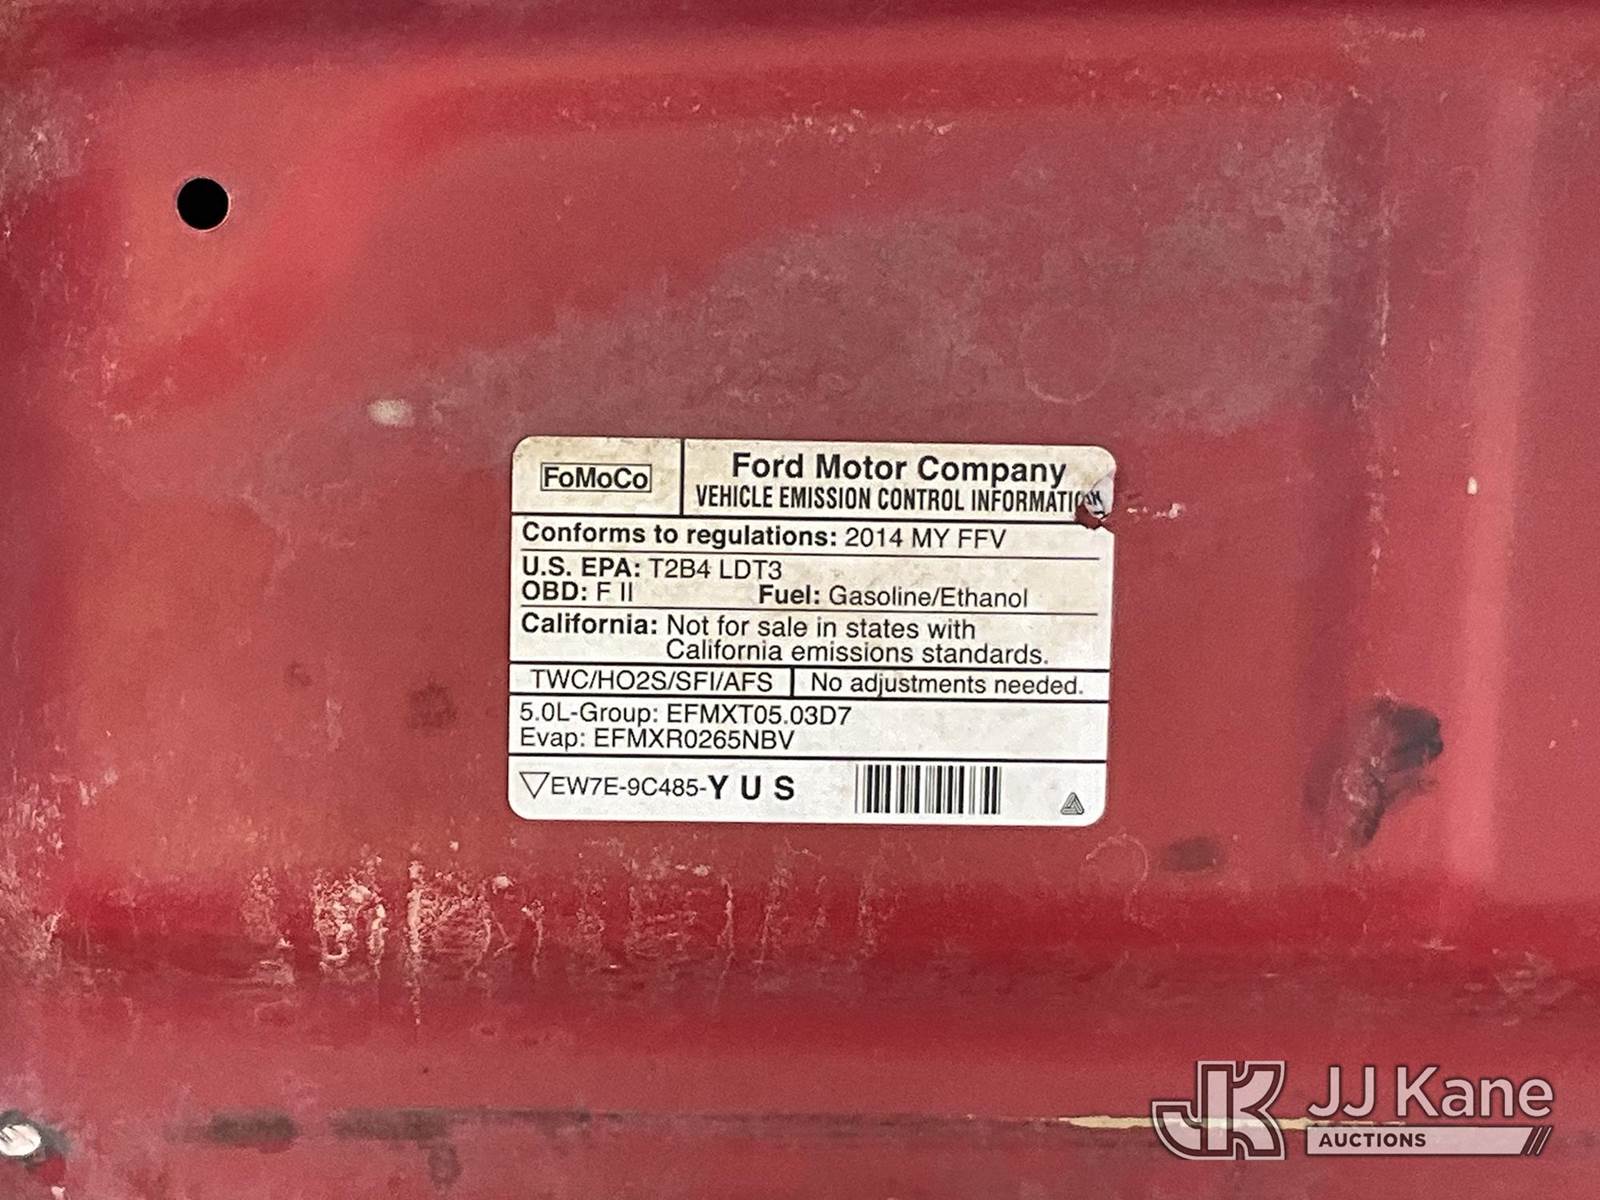 FoMoCo
Ford Motor Company
VEHICLE EMISSION CONTROL INFORMATION
Conforms to regulations: 2014 MY FFV
U.S. EPA: T2B4 LDT3
OBD: F II Fuel: Gasoline/Ethanol
California: Not for sale in states with
California emissions standards.
TWC/HO2S/SFI/AFS No adjustments needed.
5.0L-Group: EFMXT05.03D7
Evap: EFMXR0265NBV
EW7E-9C485-Y U S
JK JJ Kane
AUCTIONS